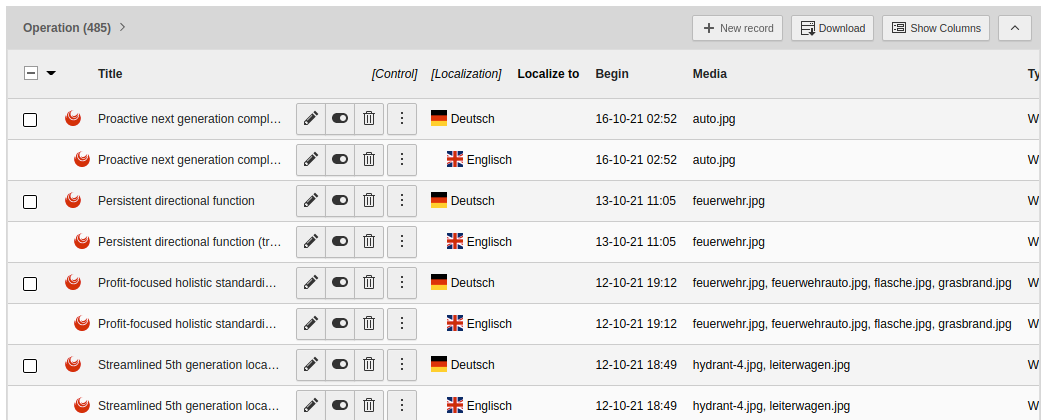 Operation (485)
New record
Download
Show Columns
Title [Control] [Localization] Localize to Begin Media Ty
Proactive next generation compl… Deutsch 16-10-21 02:52 auto.jpg W
Proactive next generation compl… Englisch 16-10-21 02:52 auto.jpg W
Persistent directional function Deutsch 13-10-21 11:05 feuerwehr.jpg W
Persistent directional function (tr… Englisch 13-10-21 11:05 feuerwehr.jpg W
Profit-focused holistic standardi… Deutsch 12-10-21 19:12 feuerwehr.jpg, feuerwehrauto.jpg, flasche.jpg, grasbrand.jpg W
Profit-focused holistic standardi… Englisch 12-10-21 19:12 feuerwehr.jpg, feuerwehrauto.jpg, flasche.jpg, grasbrand.jpg W
Streamlined 5th generation loca… Deutsch 12-10-21 18:49 hydrant-4.jpg, leiterwagen.jpg W
Streamlined 5th generation loca… Englisch 12-10-21 18:49 hydrant-4.jpg, leiterwagen.jpg W